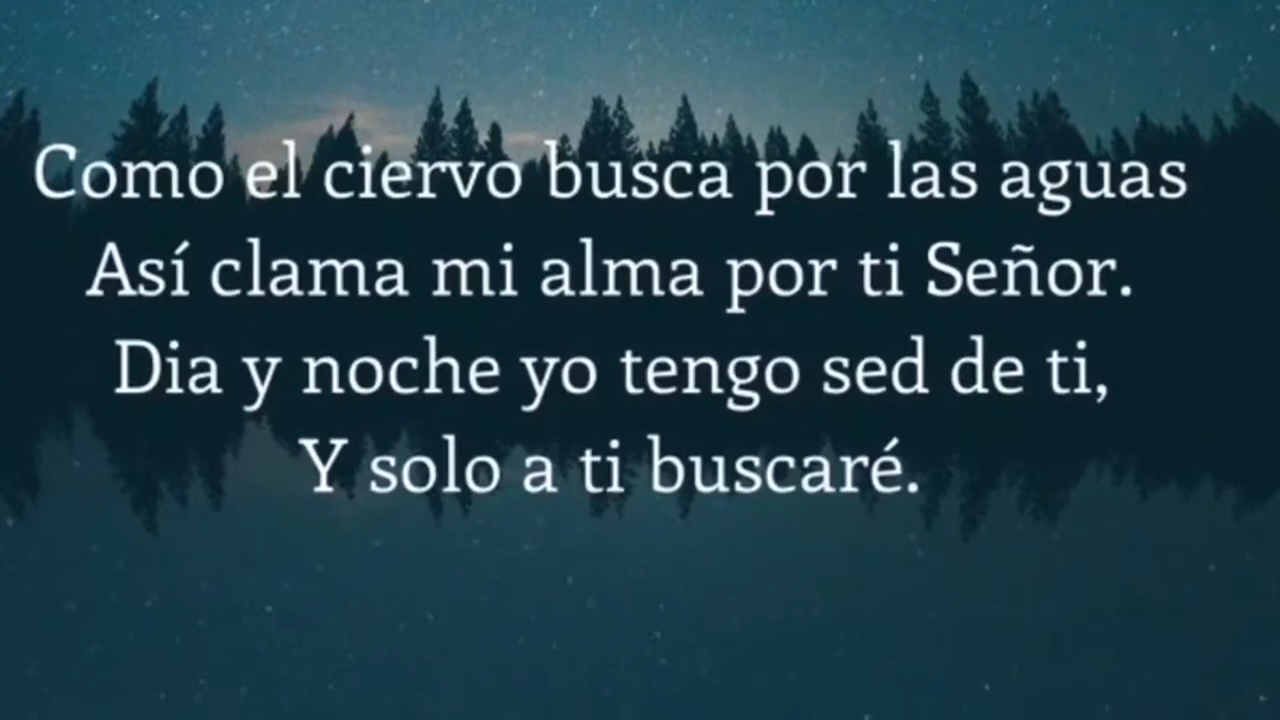 Como el ciervo busca por las aguas
Así clama mi alma por ti Señor.
Dia y noche yo tengo sed de ti,
Y solo a ti buscaré.